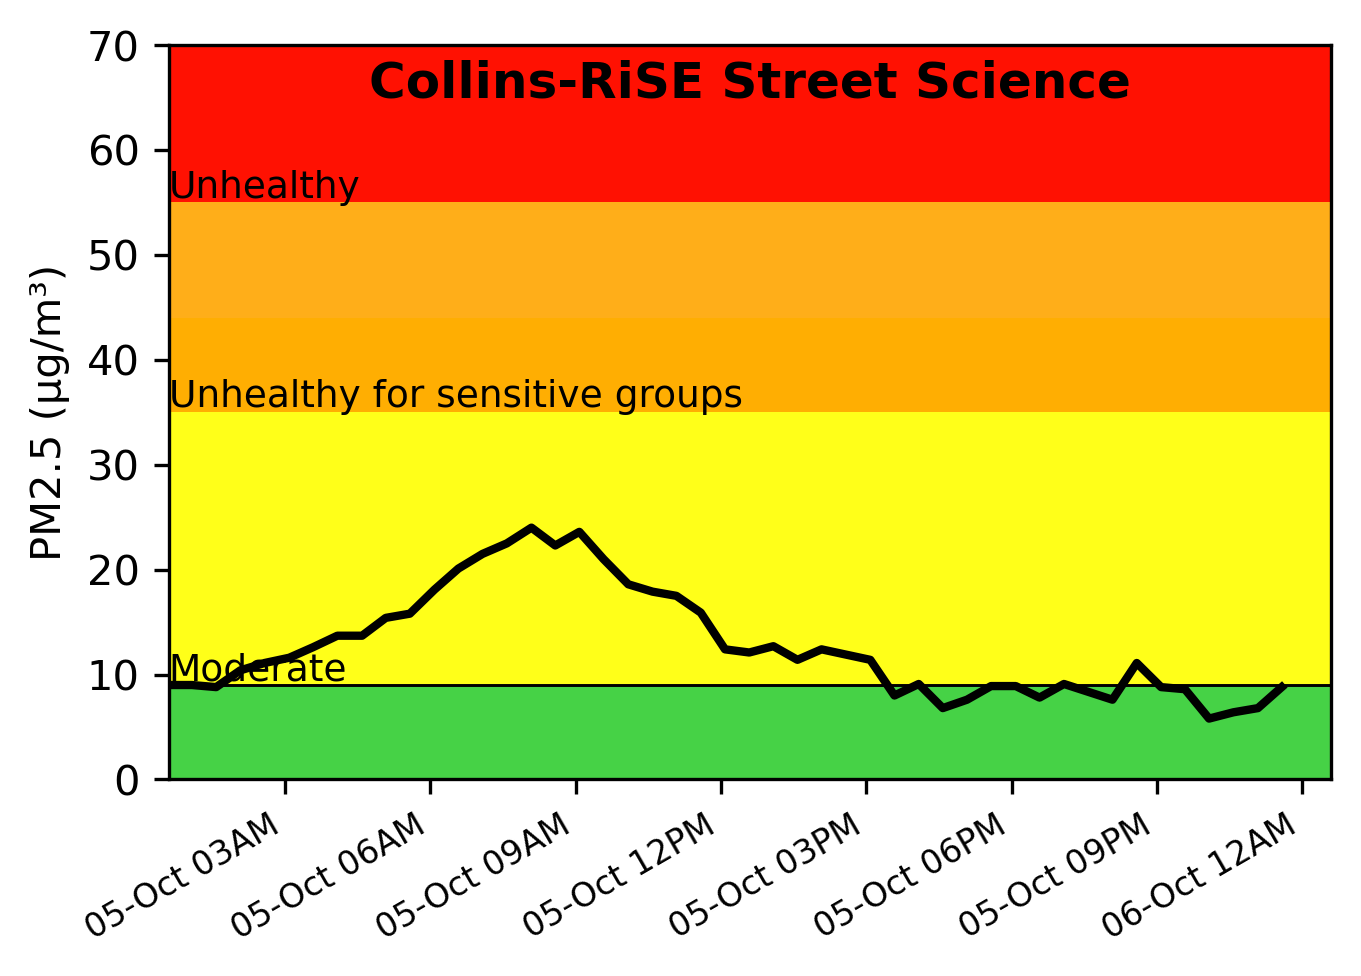 Collins-RiSE Street Science
70
60
50
40
30
20
10
0
PM2.5 (µg/m³)
Unhealthy
Unhealthy for sensitive groups
Moderate
05-Oct 03AM
05-Oct 06AM
05-Oct 09AM
05-Oct 12PM
05-Oct 03PM
05-Oct 06PM
05-Oct 09PM
06-Oct 12AM